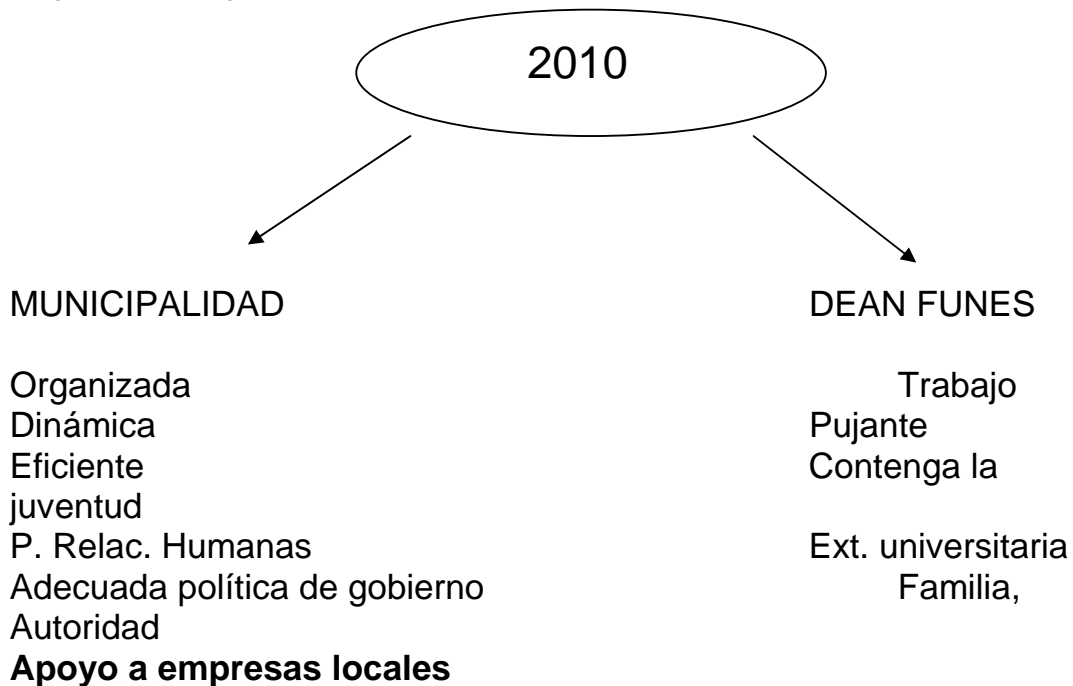 2010
MUNICIPALIDAD DEAN FUNES
Organizada Trabajo
Dinámica Pujante
Eficiente Contenga la
juventud
P. Relac. Humanas Ext. universitaria
Adecuada política de gobierno Familia,
Autoridad
Apoyo a empresas locales